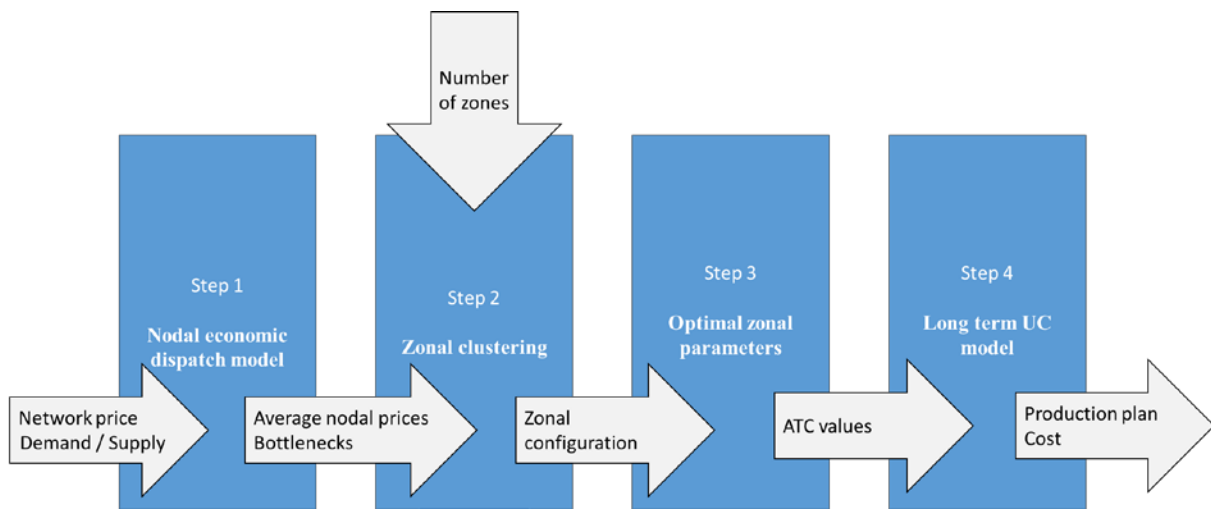 Number
of zones
Step 1
Nodal economic
dispatch model
Step 2
Zonal clustering
Step 3
Optimal zonal
parameters
Step 4
Long term UC
model
Network price
Demand / Supply
Average nodal prices
Bottlenecks
Zonal
configuration
ATC values
Production plan
Cost